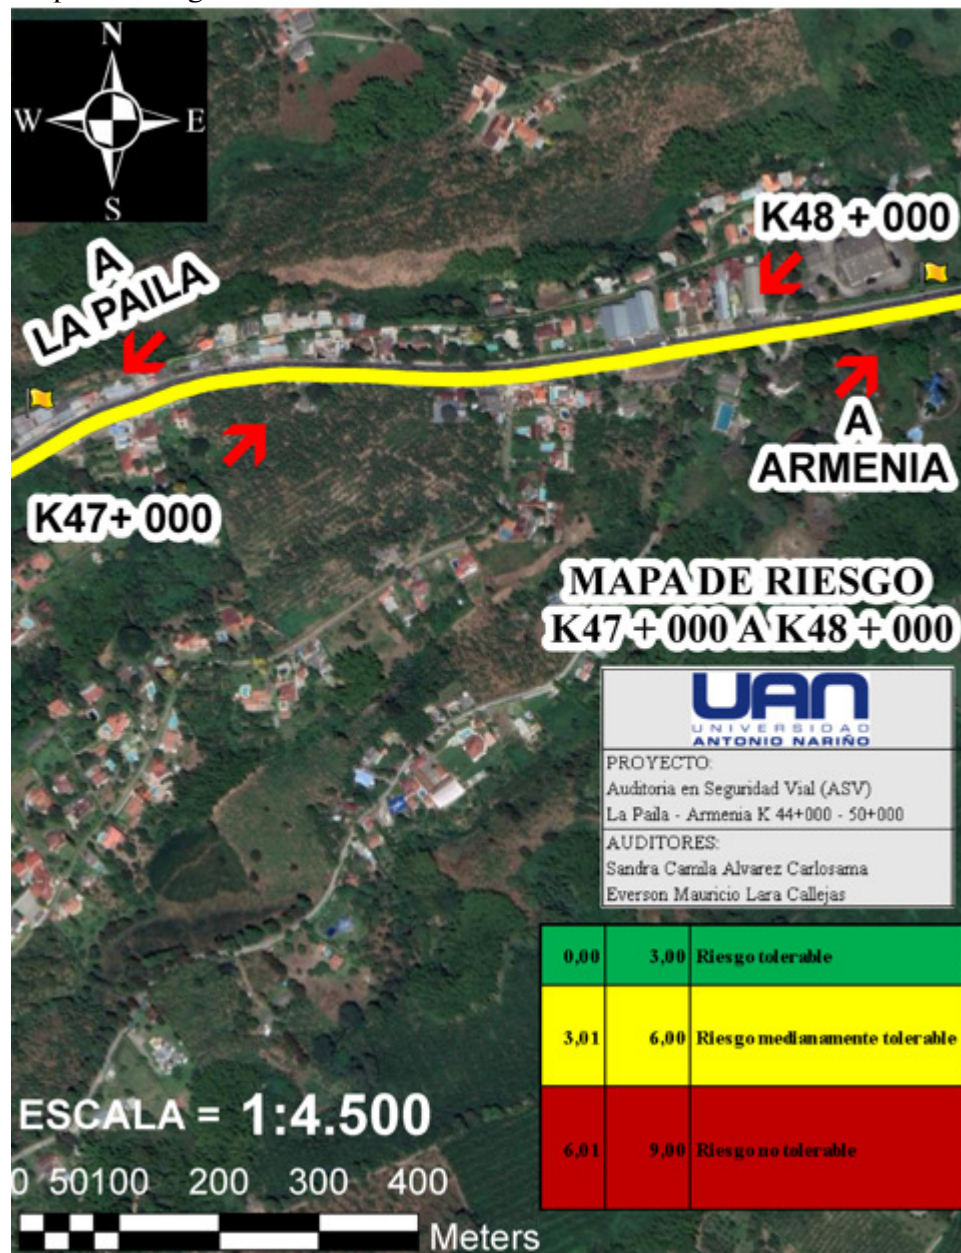 N
W E
S
K48 + 000
A
LA PAILA
A
ARMENIA
K47+ 000
MAPA DE RIESGO
K47 + 000 A K48 + 000
UAN
UNIVERSIDAD
ANTONIO NARIÑO
PROYECTO:
Auditoria en Seguridad Vial (ASV)
La Paila - Armenia K 44+000 - 50+000
AUDITORES:
Sandra Camila Alvarez Carlosama
Everson Mauricio Lara Callejas
0,00 3,00 Riesgo tolerable
3,01 6,00 Riesgo medianamente tolerable
6,01 9,00 Riesgo no tolerable
ESCALA = 1:4.500
0 50100 200 300 400
Meters